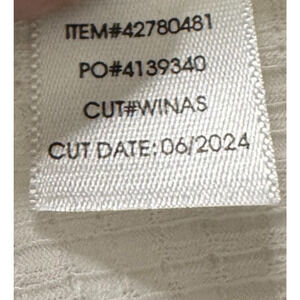 ITEM#42780481
PO#4139340
CUT#WINAS
CUT DATE: 06/2024